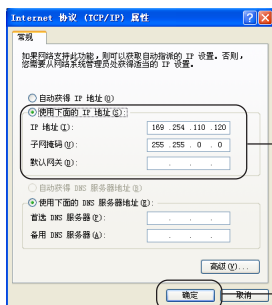 Internet 协议 (TCP/IP) 属性
常规
如果网络支持此功能，则可以获取自动指派的 IP 设置。否则，
您需要从网络系统管理员处获得适当的 IP 设置。
自动获得 IP 地址(O)
使用下面的 IP 地址(S):
IP 地址(I): 169 .254 .110 .120
子网掩码(U): 255 .255 . 0 . 0
默认网关(D): . . .
自动获得 DNS 服务器地址(B)
使用下面的 DNS 服务器地址(E):
首选 DNS 服务器(P): . . .
备用 DNS 服务器(A): . . .
高级(V)...
确定 取消